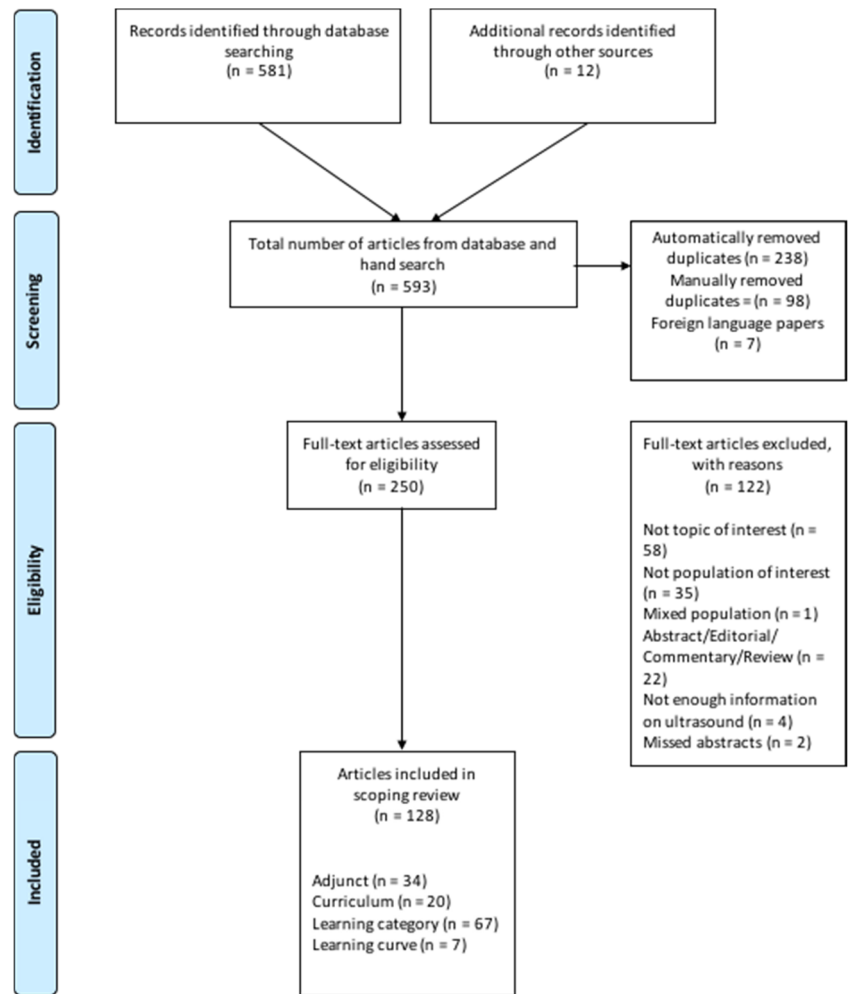 Identification
Records identified through database
searching
(n = 581)
Additional records identified
through other sources
(n = 12)
Screening
Total number of articles from database and
hand search
(n = 593)
Automatically removed
duplicates (n = 238)
Manually removed
duplicates = (n = 98)
Foreign language papers
(n = 7)
Eligibility
Full-text articles assessed
for eligibility
(n = 250)
Full-text articles excluded,
with reasons
(n = 122)
Not topic of interest (n =
58)
Not population of interest
(n = 35)
Mixed population (n = 1)
Abstract/Editorial/
Commentary/Review (n =
22)
Not enough information
on ultrasound (n = 4)
Missed abstracts (n = 2)
Included
Articles included in
scoping review
(n = 128)
Adjunct (n = 34)
Curriculum (n = 20)
Learning category (n = 67)
Learning curve (n = 7)